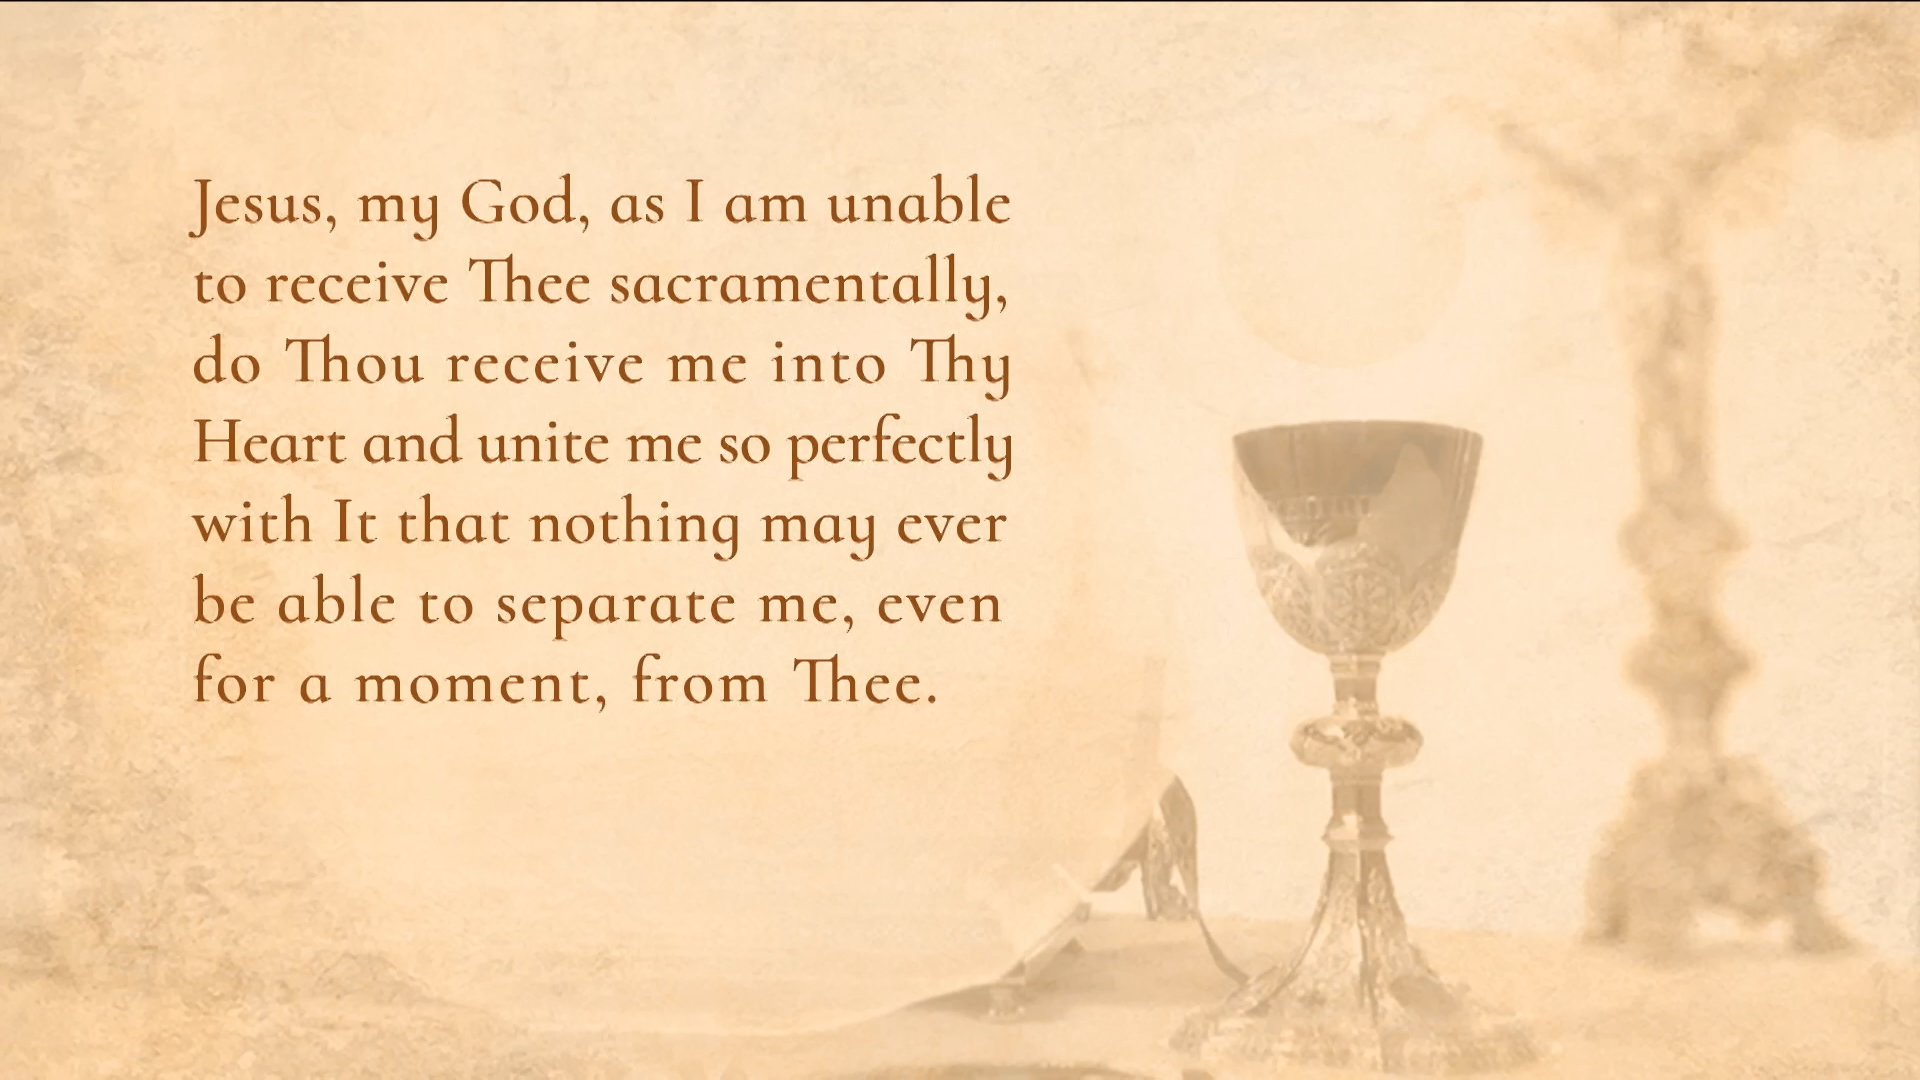 Jesus, my God, as I am unable
to receive Thee sacramentally,
do Thou receive me into Thy
Heart and unite me so perfectly
with It that nothing may ever
be able to separate me, even
for a moment, from Thee.